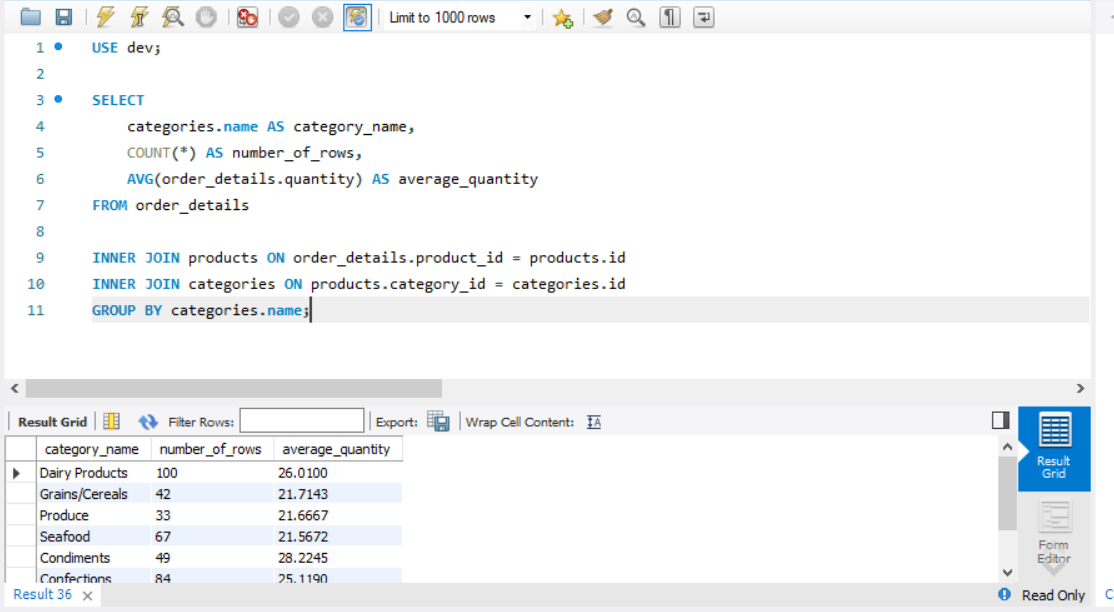 Limit to 1000 rows
1 USE dev;
2
3 SELECT
4 categories.name AS category_name,
5 COUNT(*) AS number_of_rows,
6 AVG(order_details.quantity) AS average_quantity
7 FROM order_details
8
9 INNER JOIN products ON order_details.product_id = products.id
10 INNER JOIN categories ON products.category_id = categories.id
11 GROUP BY categories.name;
Result Grid Filter Rows: Export: Wrap Cell Content: IA
category_name number_of_rows average_quantity
Dairy Products 100 26.0100
Grains/Cereals 42 21.7143
Produce 33 21.6667
Seafood 67 21.5672
Condiments 49 28.2245
Confections 84 25.1190
Result
Grid
Form
Editor
Result 36 Read Only C